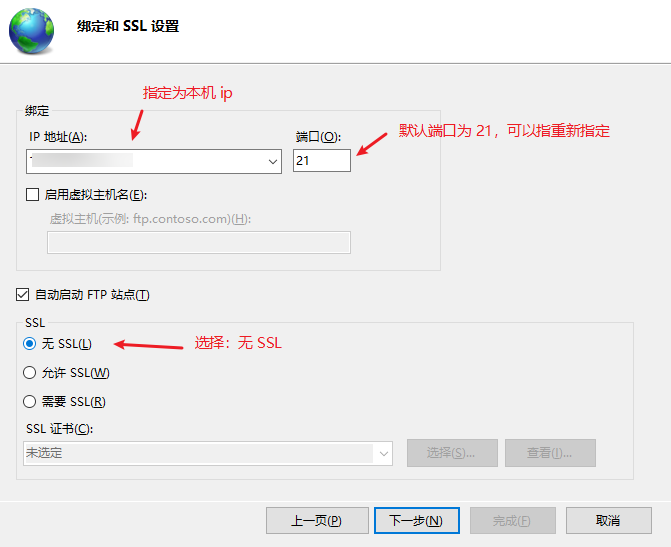 绑定和 SSL 设置
指定为本机 ip
绑定
IP 地址(A):
端口(O):
默认端口为 21，可以指重新指定
21
启用虚拟主机名(E):
虚拟主机(示例: ftp.contoso.com)(H):
自动启动 FTP 站点(T)
SSL
无 SSL(L)
选择：无 SSL
允许 SSL(W)
需要 SSL(R)
SSL 证书(C):
未选定
选择(S)...
查看(I)...
上一页(P)
下一步(N)
完成(F)
取消